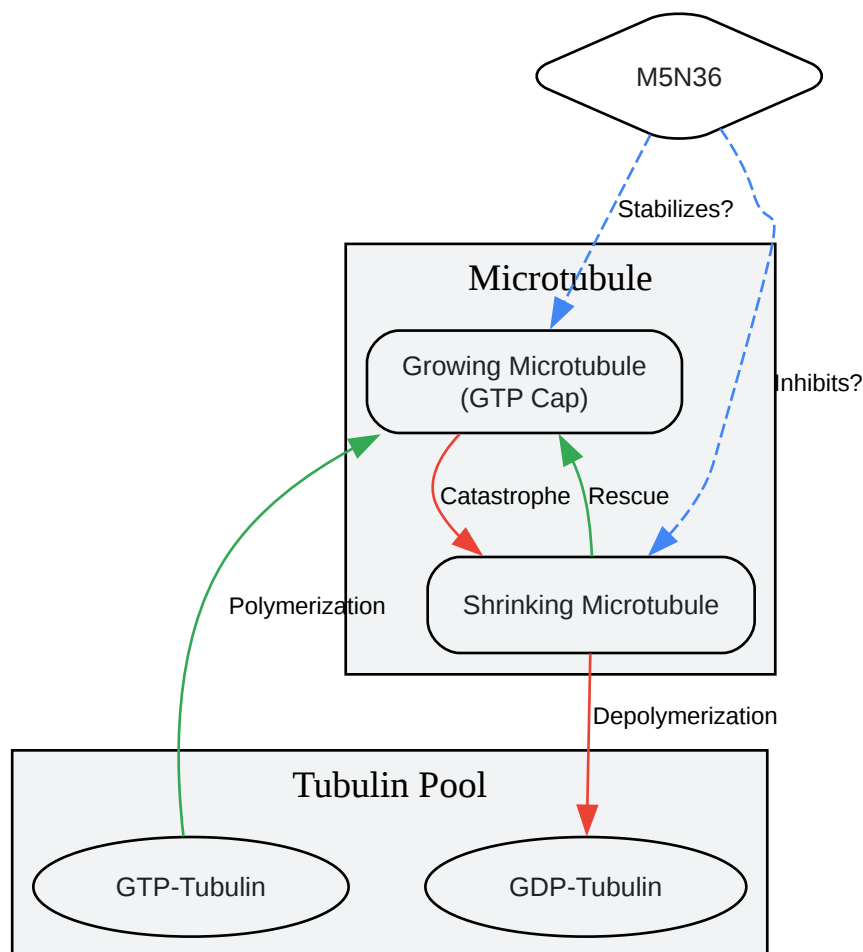 M5N36
Stabilizes?
Microtubule
Growing Microtubule
(GTP Cap)
Inhibits?
Catastrophe
Rescue
Shrinking Microtubule
Polymerization
Depolymerization
Tubulin Pool
GTP-Tubulin
GDP-Tubulin